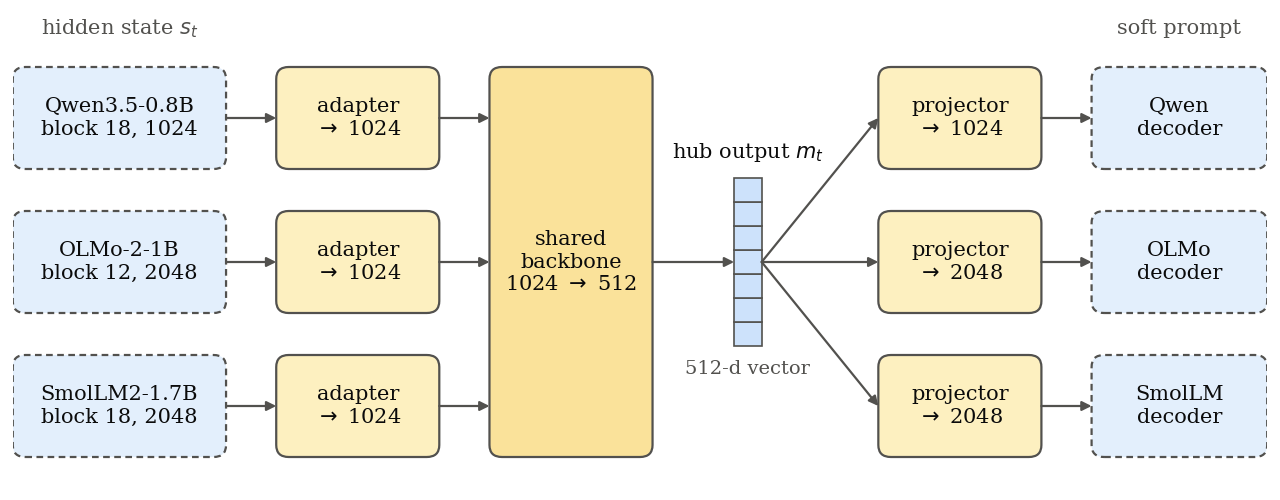 hidden state sₜ
soft prompt
Qwen3.5-0.8B
block 18, 1024
adapter
→ 1024
projector
→ 1024
Qwen
decoder
hub output mₜ
OLMo-2-1B
block 12, 2048
adapter
→ 1024
shared
backbone
1024 → 512
projector
→ 2048
OLMo
decoder
512-d vector
SmolLM2-1.7B
block 18, 2048
adapter
→ 1024
projector
→ 2048
SmolLM
decoder